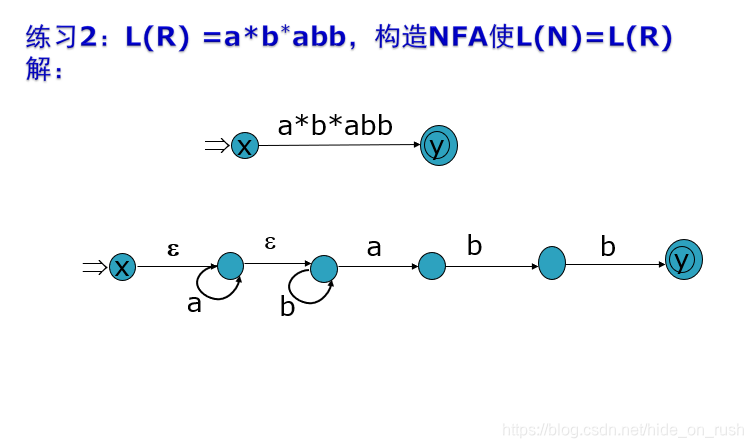 练习2：L(R) =a*b*abb，构造NFA使L(N)=L(R)
解：
a*b*abb
x y
ε ε a b b
x y
a b
https://blog.csdn.net/hide_on_rush